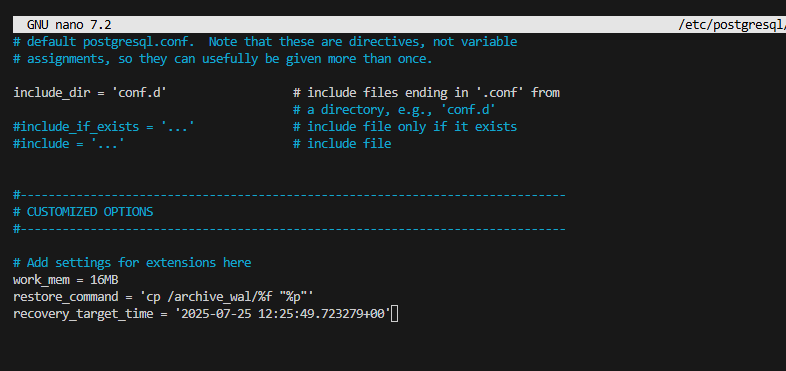 GNU nano 7.2 /etc/postgresql/
# default postgresql.conf.  Note that these are directives, not variable
# assignments, so they can usefully be given more than once.
include_dir = 'conf.d' # include files ending in '.conf' from
# a directory, e.g., 'conf.d'
#include_if_exists = '...' # include file only if it exists
#include = '...' # include file
#------------------------------------------------------------------------------
# CUSTOMIZED OPTIONS
#------------------------------------------------------------------------------
# Add settings for extensions here
work_mem = 16MB
restore_command = 'cp /archive_wal/%f "%p"'
recovery_target_time = '2025-07-25 12:25:49.723279+00'